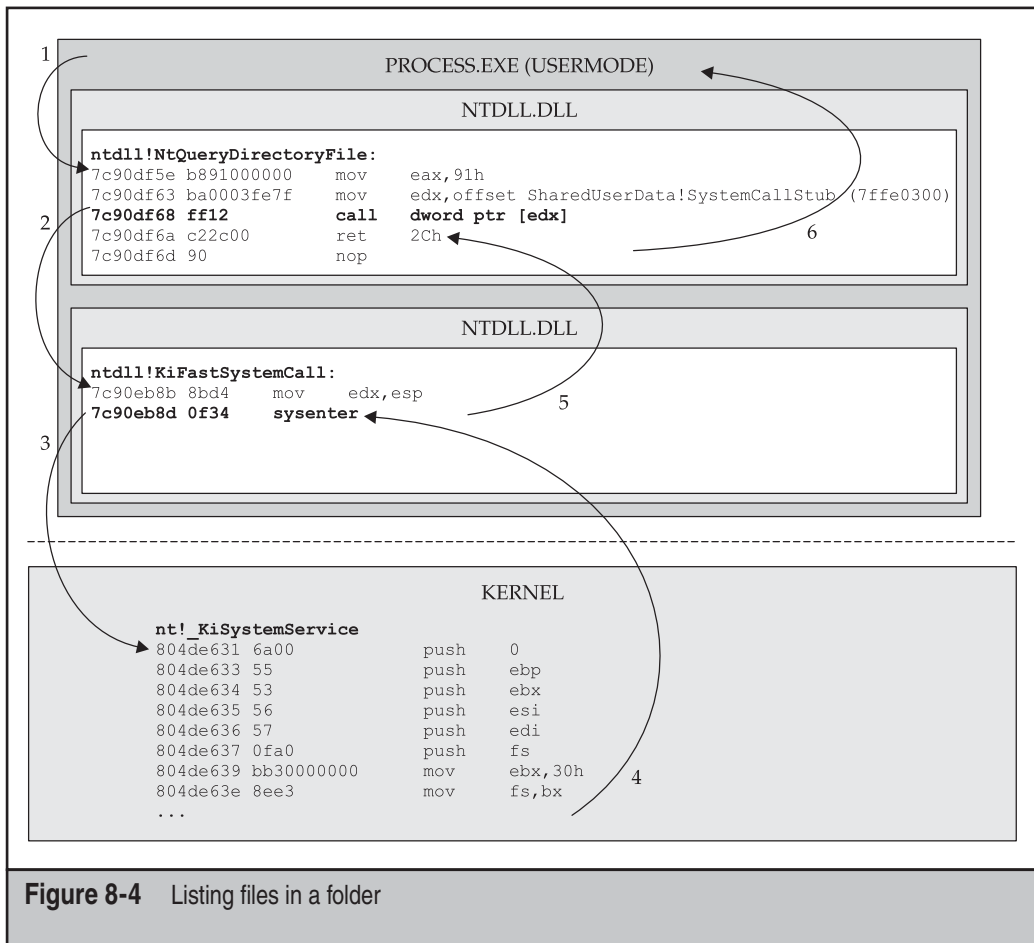 1
PROCESS.EXE (USERMODE)
NTDLL.DLL
ntdll!NtQueryDirectoryFile:
7c90df5e b891000000 mov eax,91h
7c90df63 ba0003fe7f mov edx,offset SharedUserData!SystemCallStub (7ffe0300)
2
7c90df68 ff12 call dword ptr [edx]
7c90df6a c22c00 ret 2Ch
6
7c90df6d 90 nop
NTDLL.DLL
ntdll!KiFastSystemCall:
7c90eb8b 8bd4 mov edx,esp
5
7c90eb8d 0f34 sysenter
3
KERNEL
nt!_KiSystemService
804de631 6a00 push 0
804de633 55 push ebp
804de634 53 push ebx
804de635 56 push esi
804de636 57 push edi
804de637 0fa0 push fs
804de639 bb30000000 mov ebx,30h
4
804de63e 8ee3 mov fs,bx
...
Figure 8-4 Listing files in a folder